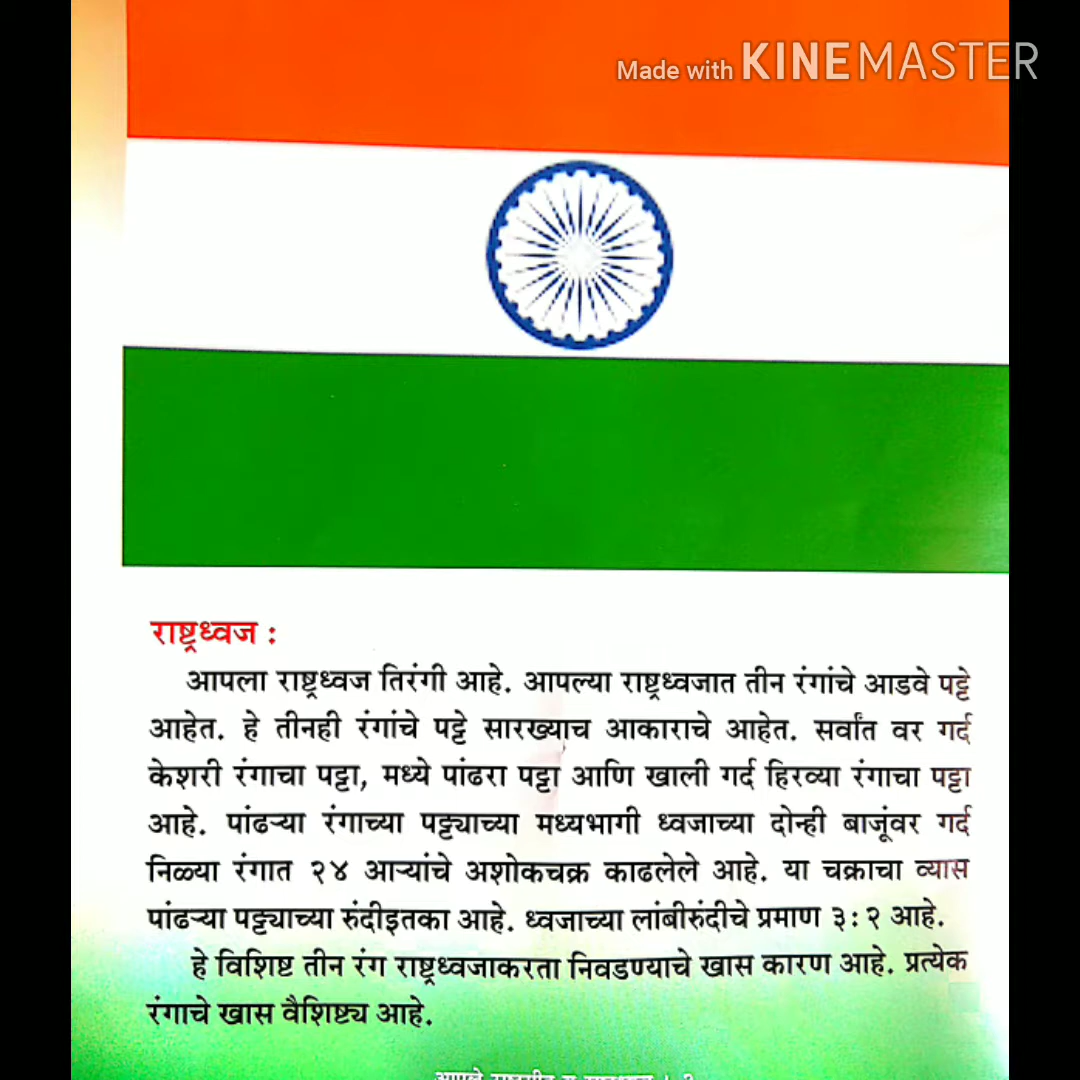 Made with KINEMASTER
राष्ट्रध्वज :
आपला राष्ट्रध्वज तिरंगी आहे. आपल्या राष्ट्रध्वजात तीन रंगांचे आडवे पट्टे
आहेत. हे तीनही रंगांचे पट्टे सारख्याच आकाराचे आहेत. सर्वांत वर गर्द
केशरी रंगाचा पट्टा, मध्ये पांढरा पट्टा आणि खाली गर्द हिरव्या रंगाचा पट्टा
आहे. पांढऱ्या रंगाच्या पट्ट्याच्या मध्यभागी ध्वजाच्या दोन्ही बाजूंवर गर्द
निळ्या रंगात २४ आऱ्यांचे अशोकचक्र काढलेले आहे. या चक्राचा व्यास
पांढऱ्या पट्ट्याच्या रुंदीइतका आहे. ध्वजाच्या लांबीरुंदीचे प्रमाण ३ : २ आहे.
हे विशिष्ट तीन रंग राष्ट्रध्वजाकरता निवडण्याचे खास कारण आहे. प्रत्येक
रंगाचे खास वैशिष्ट्य आहे.